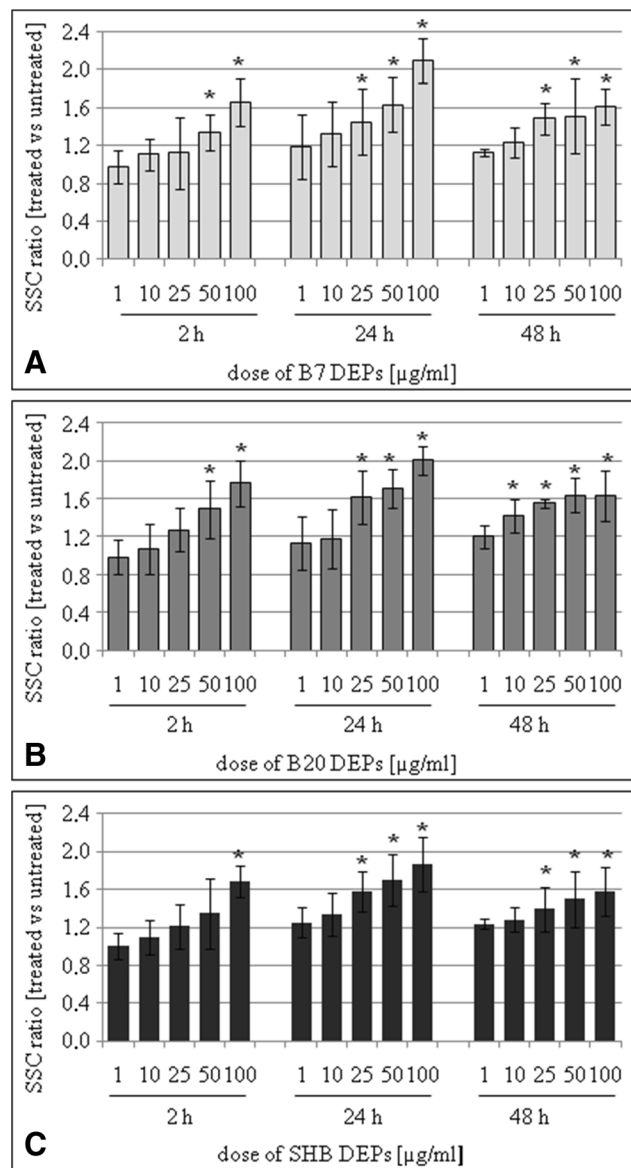 SSC ratio [treated vs untreated]
2.4
2.0
1.6
1.2
0.8
0.4
0.0
* * * * * * * *
1 10 25 50 100 1 10 25 50 100 1 10 25 50 100
2 h 24 h 48 h
A
dose of B7 DEPs [µg/ml]
SSC ratio [treated vs untreated]
2.4
2.0
1.6
1.2
0.8
0.4
0.0
* * * * * * * * *
1 10 25 50 100 1 10 25 50 100 1 10 25 50 100
2 h 24 h 48 h
B
dose of B20 DEPs [µg/ml]
SSC ratio [treated vs untreated]
2.4
2.0
1.6
1.2
0.8
0.4
0.0
* * * * * * *
1 10 25 50 100 1 10 25 50 100 1 10 25 50 100
2 h 24 h 48 h
C
dose of SHB DEPs [µg/ml]